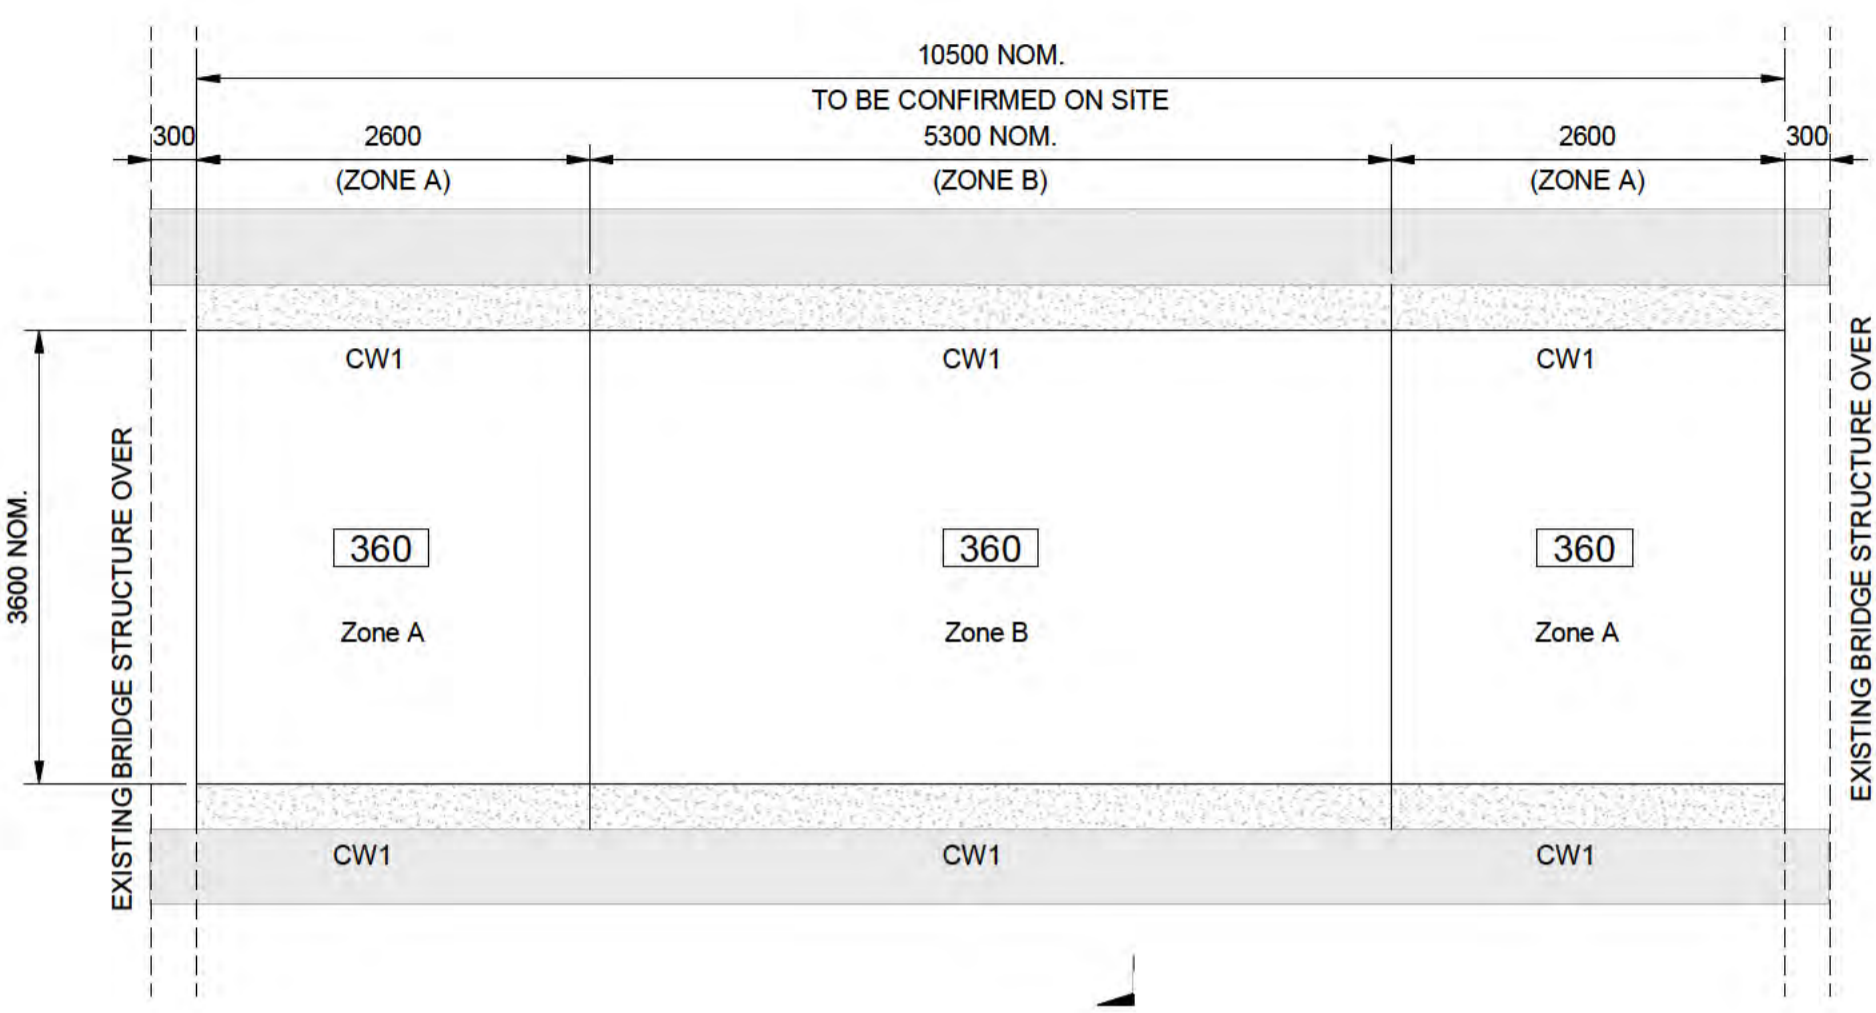 10500 NOM.
TO BE CONFIRMED ON SITE
300
2600
5300 NOM.
2600
300
(ZONE A)
(ZONE B)
(ZONE A)
CW1
CW1
CW1
3600 NOM.
EXISTING BRIDGE STRUCTURE OVER
360
360
360
EXISTING BRIDGE STRUCTURE OVER
Zone A
Zone B
Zone A
CW1
CW1
CW1